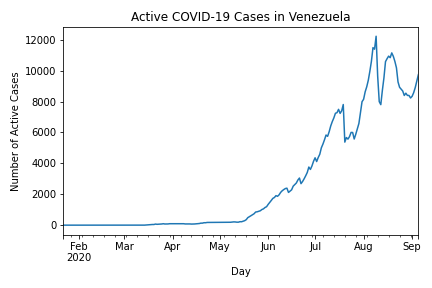 Active COVID-19 Cases in Venezuela
Number of Active Cases
12000
10000
8000
6000
4000
2000
0
Feb Mar Apr May Jun Jul Aug Sep
2020
Day